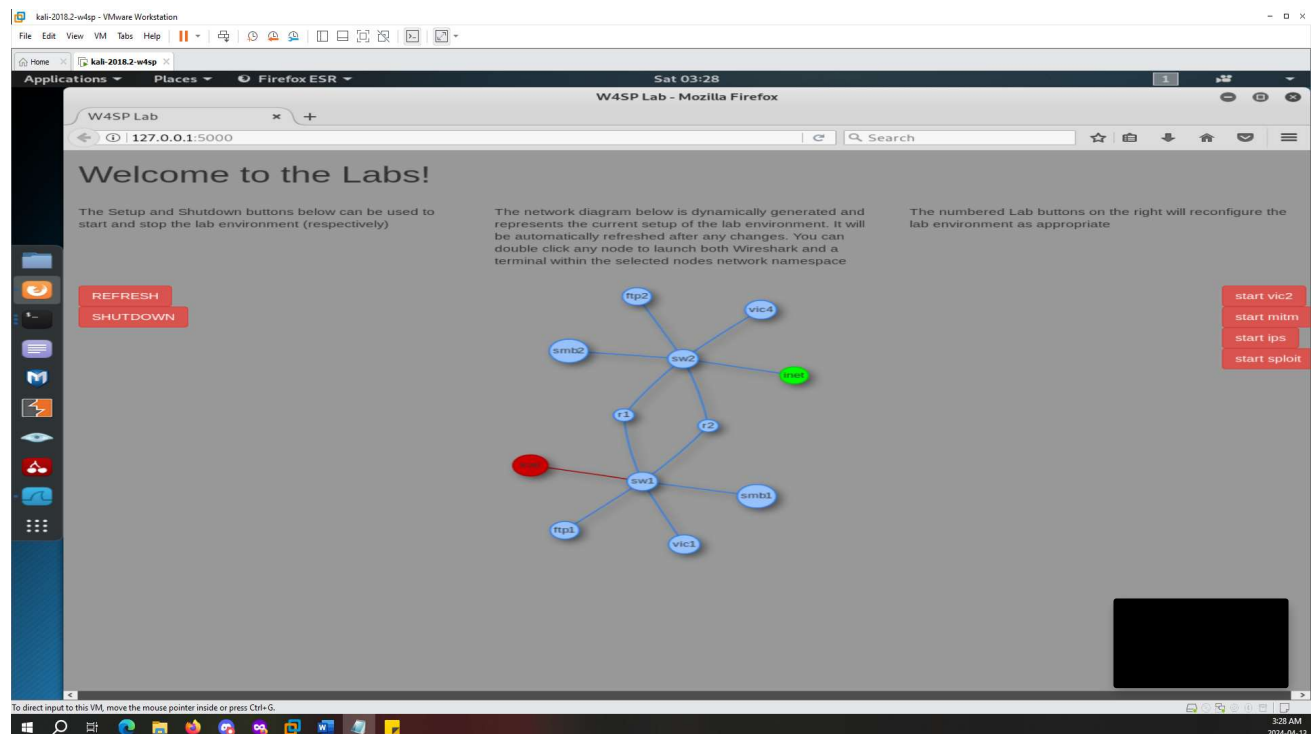 kali-2018.2-w4sp - VMware Workstation
File Edit View VM Tabs Help
Home
kali-2018.2-w4sp
Applications Places Firefox ESR Sat 03:28 1
W4SP Lab - Mozilla Firefox
W4SP Lab
127.0.0.1:5000 Search
Welcome to the Labs!
The Setup and Shutdown buttons below can be used to
start and stop the lab environment (respectively)
The network diagram below is dynamically generated and
represents the current setup of the lab environment. It will
be automatically refreshed after any changes. You can
double click any node to launch both Wireshark and a
terminal within the selected nodes network namespace
The numbered Lab buttons on the right will reconfigure the
lab environment as appropriate
REFRESH
SHUTDOWN
ftp2
vic4
smb2
sw2
inet
r1
r2
sw1
smb1
ftp1
vic1
start vic2
start mitm
start ips
start sploit
To direct input to this VM, move the mouse pointer inside or press Ctrl+G.
3:28 AM
2024-04-13